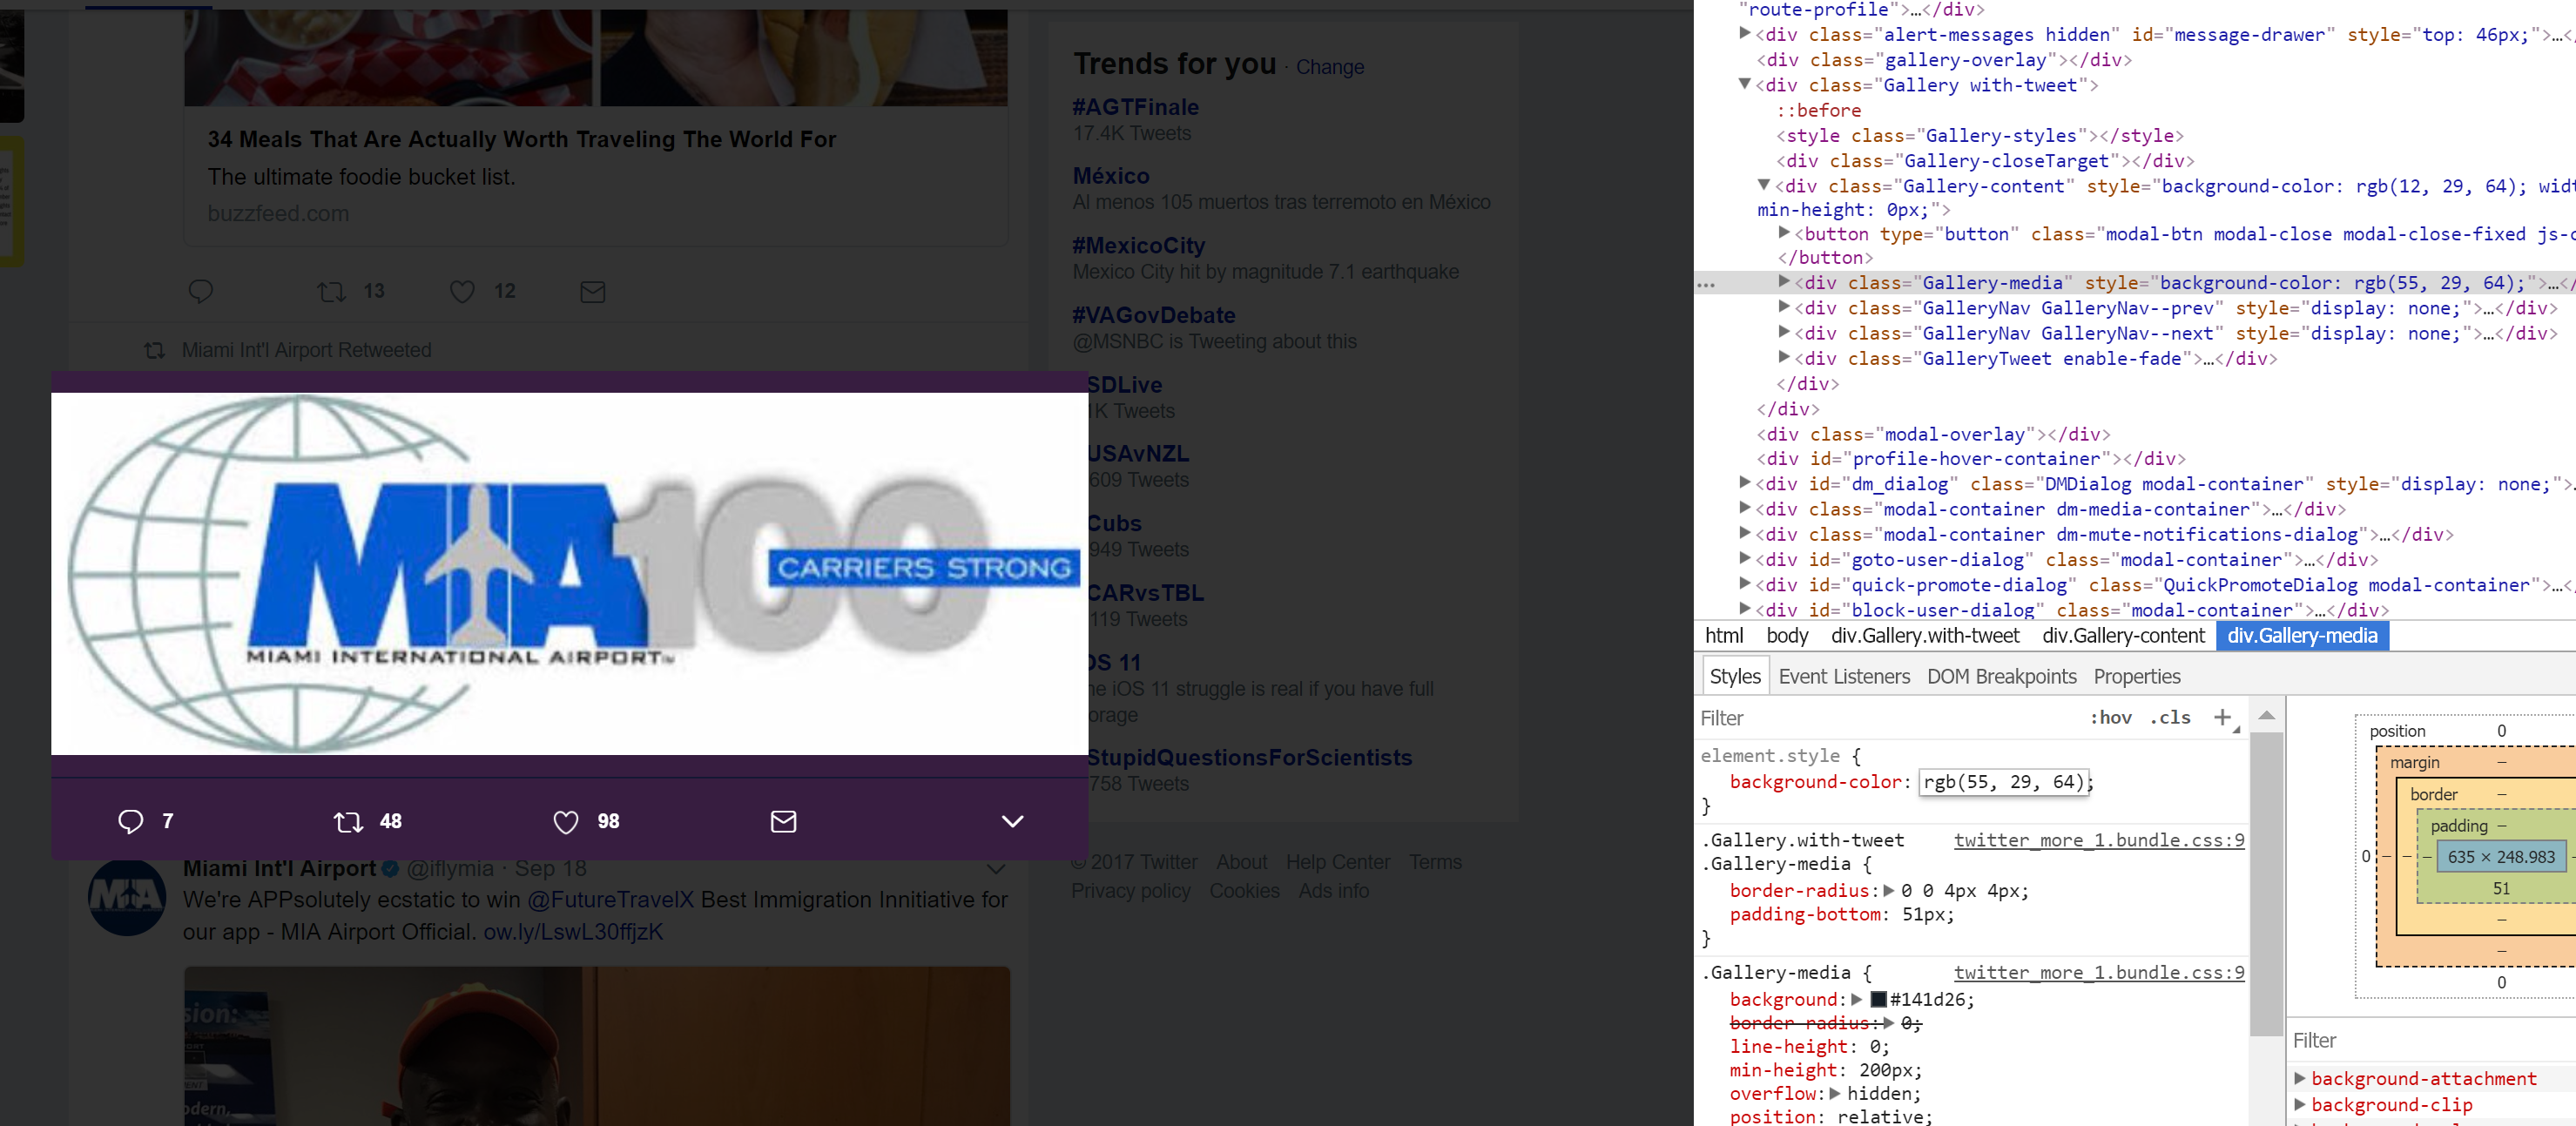 34 Meals That Are Actually Worth Traveling The World For
The ultimate foodie bucket list.
buzzfeed.com
13 12
Miami Int'l Airport Retweeted
MIA100
CARRIERS STRONG
MIAMI INTERNATIONAL AIRPORT
7 48 98
Miami Int'l Airport @iflymia · Sep 18
We're APPsolutely ecstatic to win @FutureTravelX Best Immigration Innitiative for
our app - MIA Airport Official. ow.ly/LswL30ffjzK
MIA
sion:
odern,
Trends for you · Change
#AGTFinale
17.4K Tweets
México
Al menos 105 muertos tras terremoto en México
#MexicoCity
Mexico City hit by magnitude 7.1 earthquake
#VAGovDebate
@MSNBC is Tweeting about this
SDLive
1K Tweets
USAvNZL
609 Tweets
Cubs
949 Tweets
CARvsTBL
119 Tweets
OS 11
he iOS 11 struggle is real if you have full
orage
StupidQuestionsForScientists
758 Tweets
© 2017 Twitter About Help Center Terms
Privacy policy Cookies Ads info
"route-profile">…</div>
<div class="alert-messages hidden" id="message-drawer" style="top: 46px;">…<
<div class="gallery-overlay"></div>
<div class="Gallery with-tweet">
::before
<style class="Gallery-styles"></style>
<div class="Gallery-closeTarget"></div>
<div class="Gallery-content" style="background-color: rgb(12, 29, 64); widt
min-height: 0px;">
<button type="button" class="modal-btn modal-close modal-close-fixed js-c
</button>
… <div class="Gallery-media" style="background-color: rgb(55, 29, 64);">…</
<div class="GalleryNav GalleryNav--prev" style="display: none;">…</div>
<div class="GalleryNav GalleryNav--next" style="display: none;">…</div>
<div class="GalleryTweet enable-fade">…</div>
</div>
</div>
<div class="modal-overlay"></div>
<div id="profile-hover-container"></div>
<div id="dm_dialog" class="DMDialog modal-container" style="display: none;">…
<div class="modal-container dm-media-container">…</div>
<div class="modal-container dm-mute-notifications-dialog">…</div>
<div id="goto-user-dialog" class="modal-container">…</div>
<div id="quick-promote-dialog" class="QuickPromoteDialog modal-container">…</
<div id="block-user-dialog" class="modal-container">…</div>
html body div.Gallery.with-tweet div.Gallery-content div.Gallery-media
Styles Event Listeners DOM Breakpoints Properties
Filter :hov .cls +
element.style {
background-color: rgb(55, 29, 64);
}
.Gallery.with-tweet twitter_more_1.bundle.css:9
.Gallery-media {
border-radius: 0 0 4px 4px;
padding-bottom: 51px;
}
.Gallery-media { twitter_more_1.bundle.css:9
background: #141d26;
border-radius: 0;
line-height: 0;
min-height: 200px;
overflow: hidden;
position: relative;
position 0
margin –
border –
padding –
0 – – – 635 × 248.983 –
51
–
–
0
Filter
background-attachment
background-clip